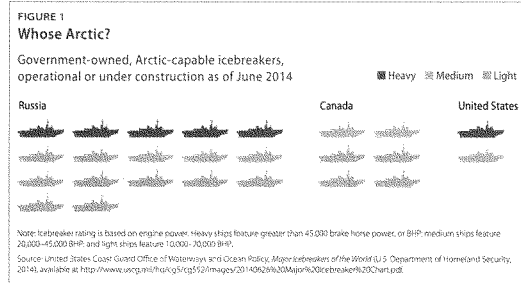 FIGURE 1
Whose Arctic?
Government-owned, Arctic-capable icebreakers,
operational or under construction as of June 2014
Heavy Medium Light
Russia Canada United States
Note: Icebreaker rating is based on engine power. Heavy ships feature greater than 45,000 brake horse power, or BHP; medium ships feature
20,000–45,000 BHP; and light ships feature 10,000–20,000 BHP.
Source: United States Coast Guard Office of Waterways and Ocean Policy, Major Icebreakers of the World (U.S. Department of Homeland Security,
2014), available at http://www.uscg.mil/hq/cg5/cg552/images/20140626%20Major%20Icebreaker%20Chart.pdf.